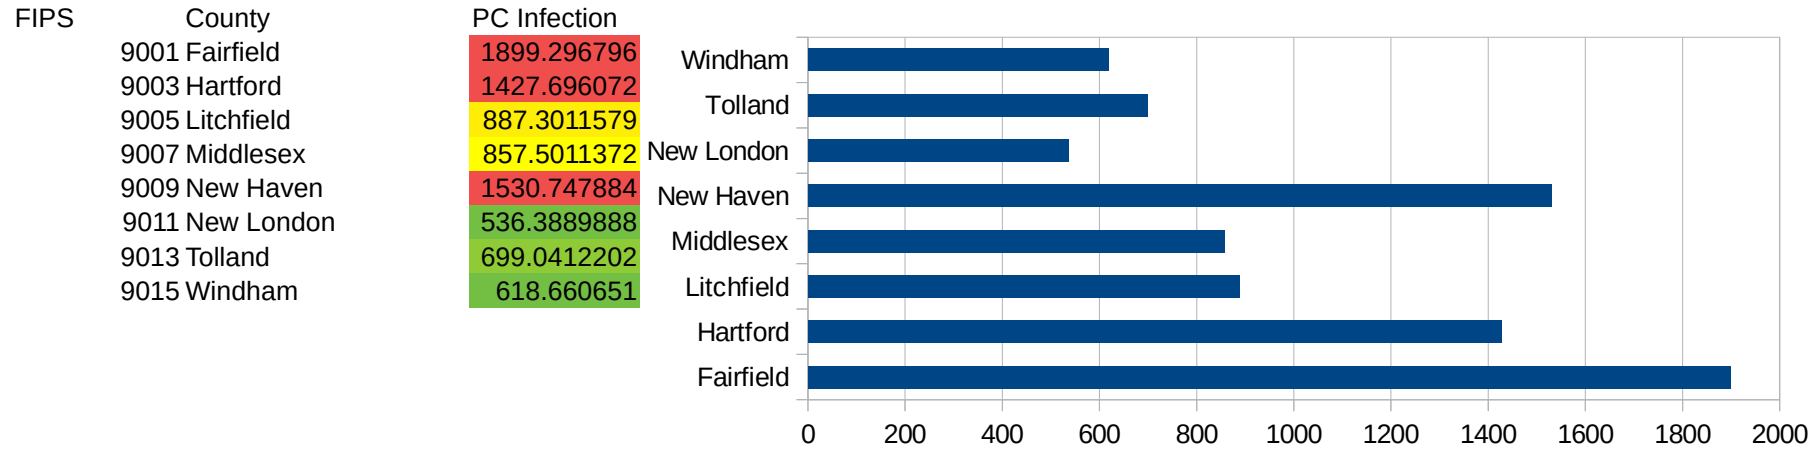 FIPS County PC Infection
9001 Fairfield 1899.296796
9003 Hartford 1427.696072
9005 Litchfield 887.3011579
9007 Middlesex 857.5011372
9009 New Haven 1530.747884
9011 New London 536.3889888
9013 Tolland 699.0412202
9015 Windham 618.660651
Windham
Tolland
New London
New Haven
Middlesex
Litchfield
Hartford
Fairfield
0 200 400 600 800 1000 1200 1400 1600 1800 2000